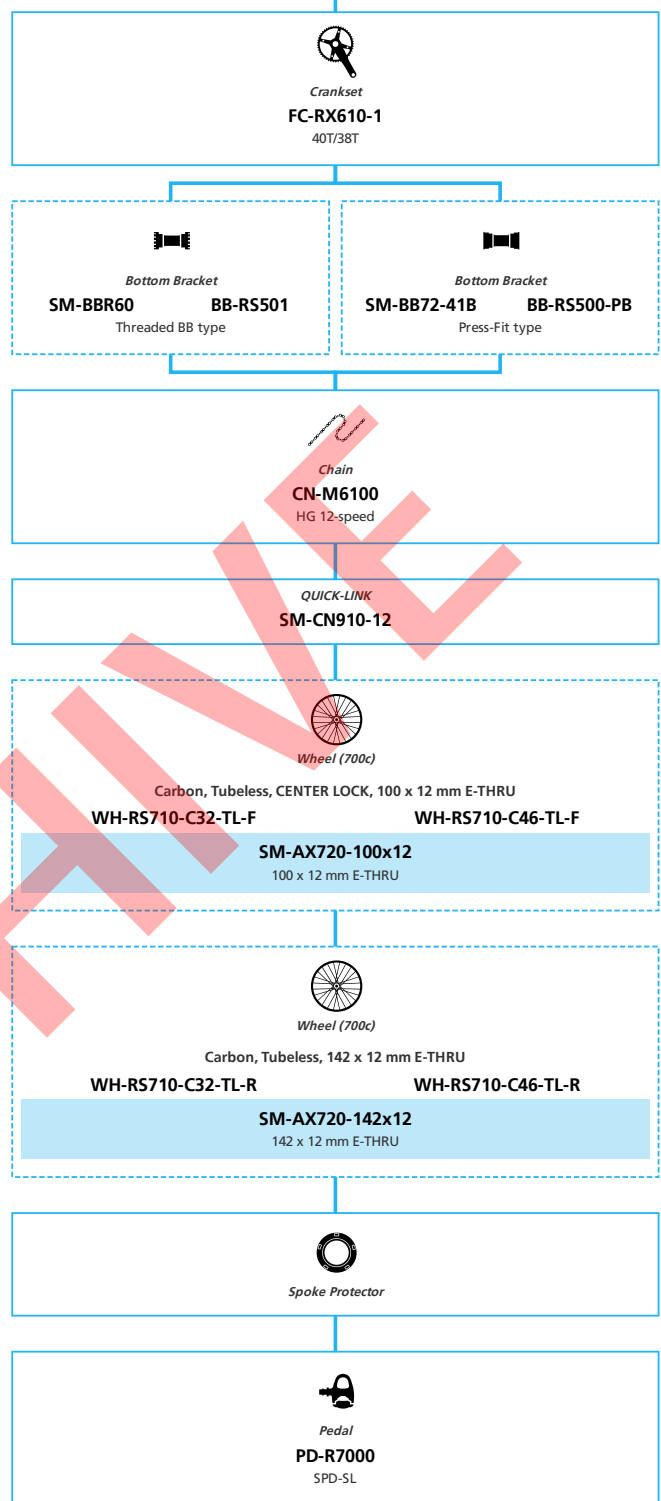 Crankset
FC-RX610-1
40T/38T
Bottom Bracket
SM-BBR60 BB-RS501
Threaded BB type
Bottom Bracket
SM-BB72-41B BB-RS500-PB
Press-Fit type
Chain
CN-M6100
HG 12-speed
QUICK-LINK
SM-CN910-12
Wheel (700c)
Carbon, Tubeless, CENTER LOCK, 100 x 12 mm E-THRU
WH-RS710-C32-TL-F WH-RS710-C46-TL-F
SM-AX720-100x12
100 x 12 mm E-THRU
Wheel (700c)
Carbon, Tubeless, 142 x 12 mm E-THRU
WH-RS710-C32-TL-R WH-RS710-C46-TL-R
SM-AX720-142x12
142 x 12 mm E-THRU
Spoke Protector
Pedal
PD-R7000
SPD-SL
HIVE